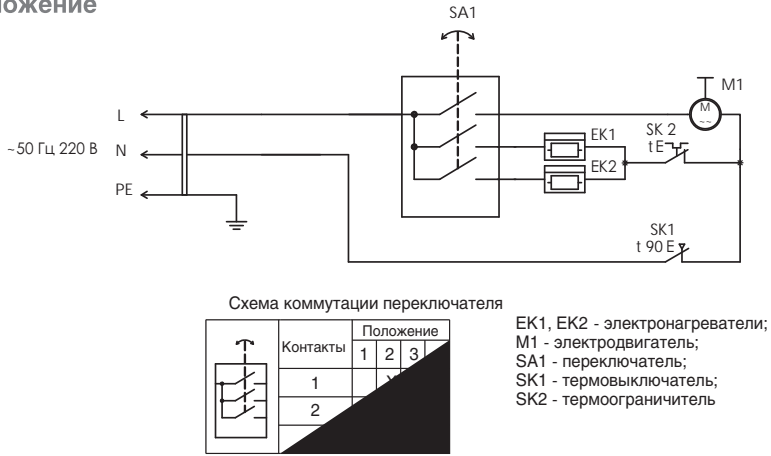 SA1
M1
L
M
~~
EK1
SK 2
t E
~50 Гц 220 В
N
EK2
PE
SK1
t 90 E
Схема коммутации переключателя
Контакты
Положение
1 2 3
1
2
EK1, EK2 - электронагреватели;
M1 - электродвигатель;
SA1 - переключатель;
SK1 - термовыключатель;
SK2 - термоограничитель